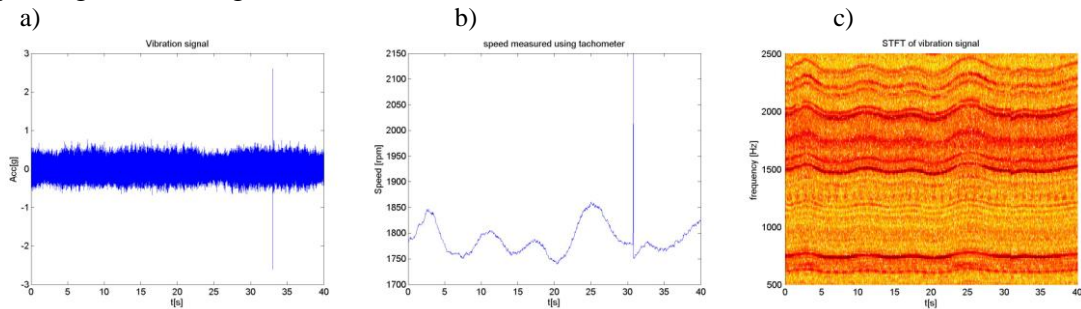 a)
b)
c)
Vibration signal
3
2
1
0
-1
-2
-3
Acc[g]
0 5 10 15 20 25 30 35 40
t[s]
speed measured using tachometer
2150
2100
2050
2000
1950
1900
1850
1800
1750
1700
Speed [rpm]
0 5 10 15 20 25 30 35 40
t[s]
STFT of vibration signal
2500
2000
1500
1000
500
frequency [Hz]
0 5 10 15 20 25 30 35 40
t[s]